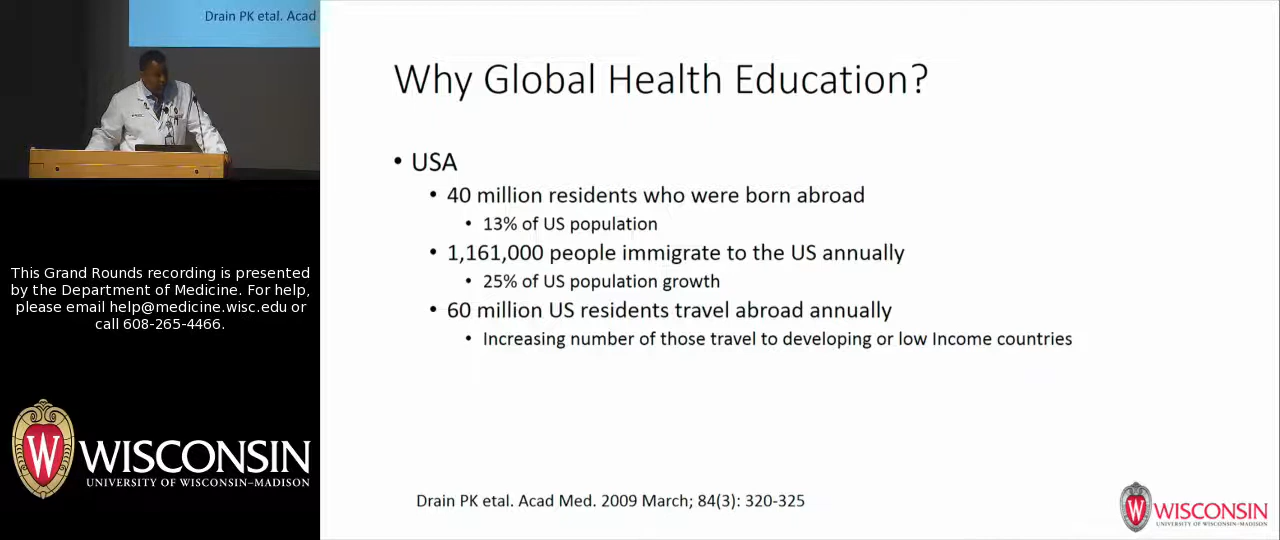 Drain PK etal. Acad
This Grand Rounds recording is presented
by the Department of Medicine. For help,
please email help@medicine.wisc.edu or
call 608-265-4466.
W WISCONSIN
UNIVERSITY OF WISCONSIN–MADISON
Why Global Health Education?
• USA
• 40 million residents who were born abroad
• 13% of US population
• 1,161,000 people immigrate to the US annually
• 25% of US population growth
• 60 million US residents travel abroad annually
• Increasing number of those travel to developing or low Income countries
Drain PK etal. Acad Med. 2009 March; 84(3): 320-325
W WISCONSIN
UNIVERSITY OF WISCONSIN–MADISON